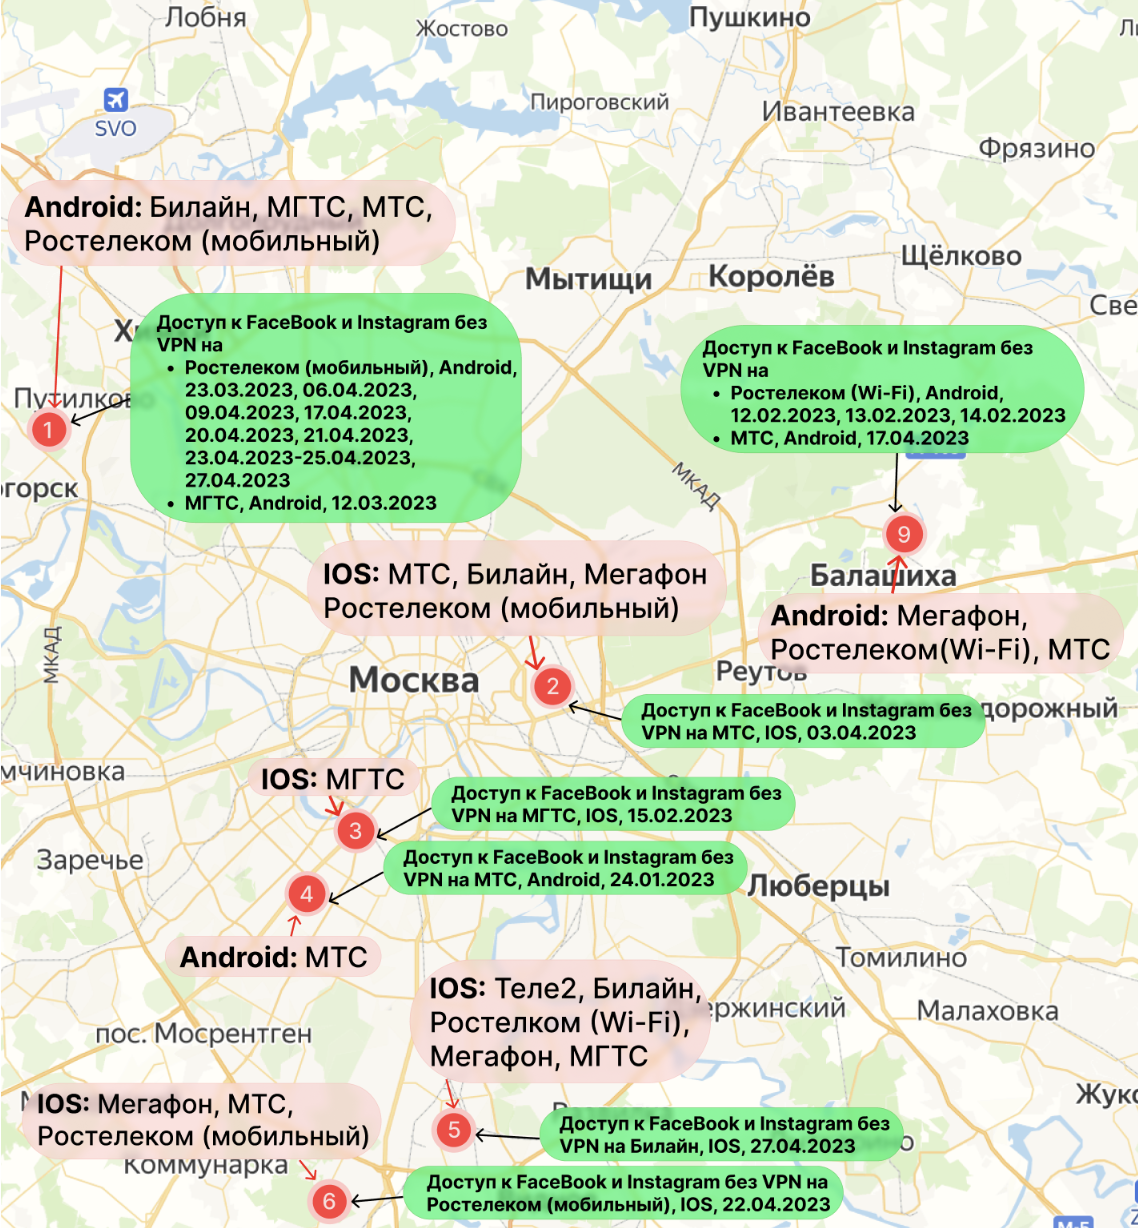 Лобня
Жостово
Пушкино
Пироговский
Ивантеевка
SVO
Фрязино
Android: Билайн, МГТС, МТС,
Ростелеком (мобильный)
Мытищи
Королёв
Щёлково
Све
Доступ к FaceBook и Instagram без
VPN на
• Ростелеком (мобильный), Android,
23.03.2023, 06.04.2023,
09.04.2023, 17.04.2023,
20.04.2023, 21.04.2023,
23.04.2023-25.04.2023,
27.04.2023
• МГТС, Android, 12.03.2023
Доступ к FaceBook и Instagram без
VPN на
• Ростелеком (Wi-Fi), Android,
12.02.2023, 13.02.2023, 14.02.2023
• МТС, Android, 17.04.2023
Путилково
1
огорск
МКАД
9
Балашиха
IOS: МТС, Билайн, Мегафон
Ростелеком (мобильный)
Android: Мегафон,
Ростелеком(Wi-Fi), МТС
МКАД
Москва
2
Реутов
Доступ к FaceBook и Instagram без
VPN на МТС, IOS, 03.04.2023
дорожный
мчиновка
IOS: МГТС
Доступ к FaceBook и Instagram без
VPN на МГТС, IOS, 15.02.2023
3
Заречье
Доступ к FaceBook и Instagram без
VPN на МТС, Android, 24.01.2023
4
Люберцы
Android: МТС
Томилино
IOS: Теле2, Билайн,
Ростелком (Wi-Fi),
Мегафон, МГТС
ержинский
Малаховка
пос. Мосрентген
IOS: Мегафон, МТС,
Ростелеком (мобильный)
Жуко
5
Доступ к FaceBook и Instagram без
VPN на Билайн, IOS, 27.04.2023
но
Коммунарка
6
Доступ к FaceBook и Instagram без VPN на
Ростелеком (мобильный), IOS, 22.04.2023
М-5